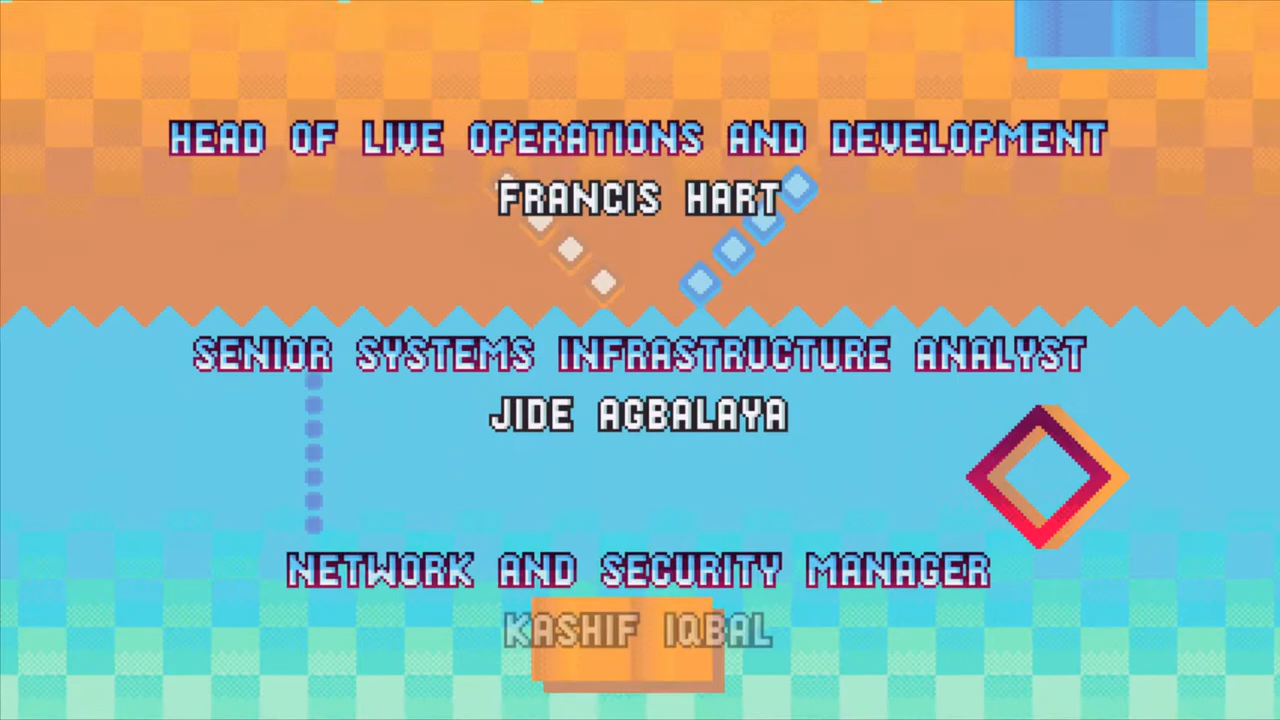 HEAD OF LIVE OPERATIONS AND DEVELOPMENT
FRANCIS HART
SENIOR SYSTEMS INFRASTRUCTURE ANALYST
JIDE AGBALAYA
NETWORK AND SECURITY MANAGER
KASHIF IQBAL